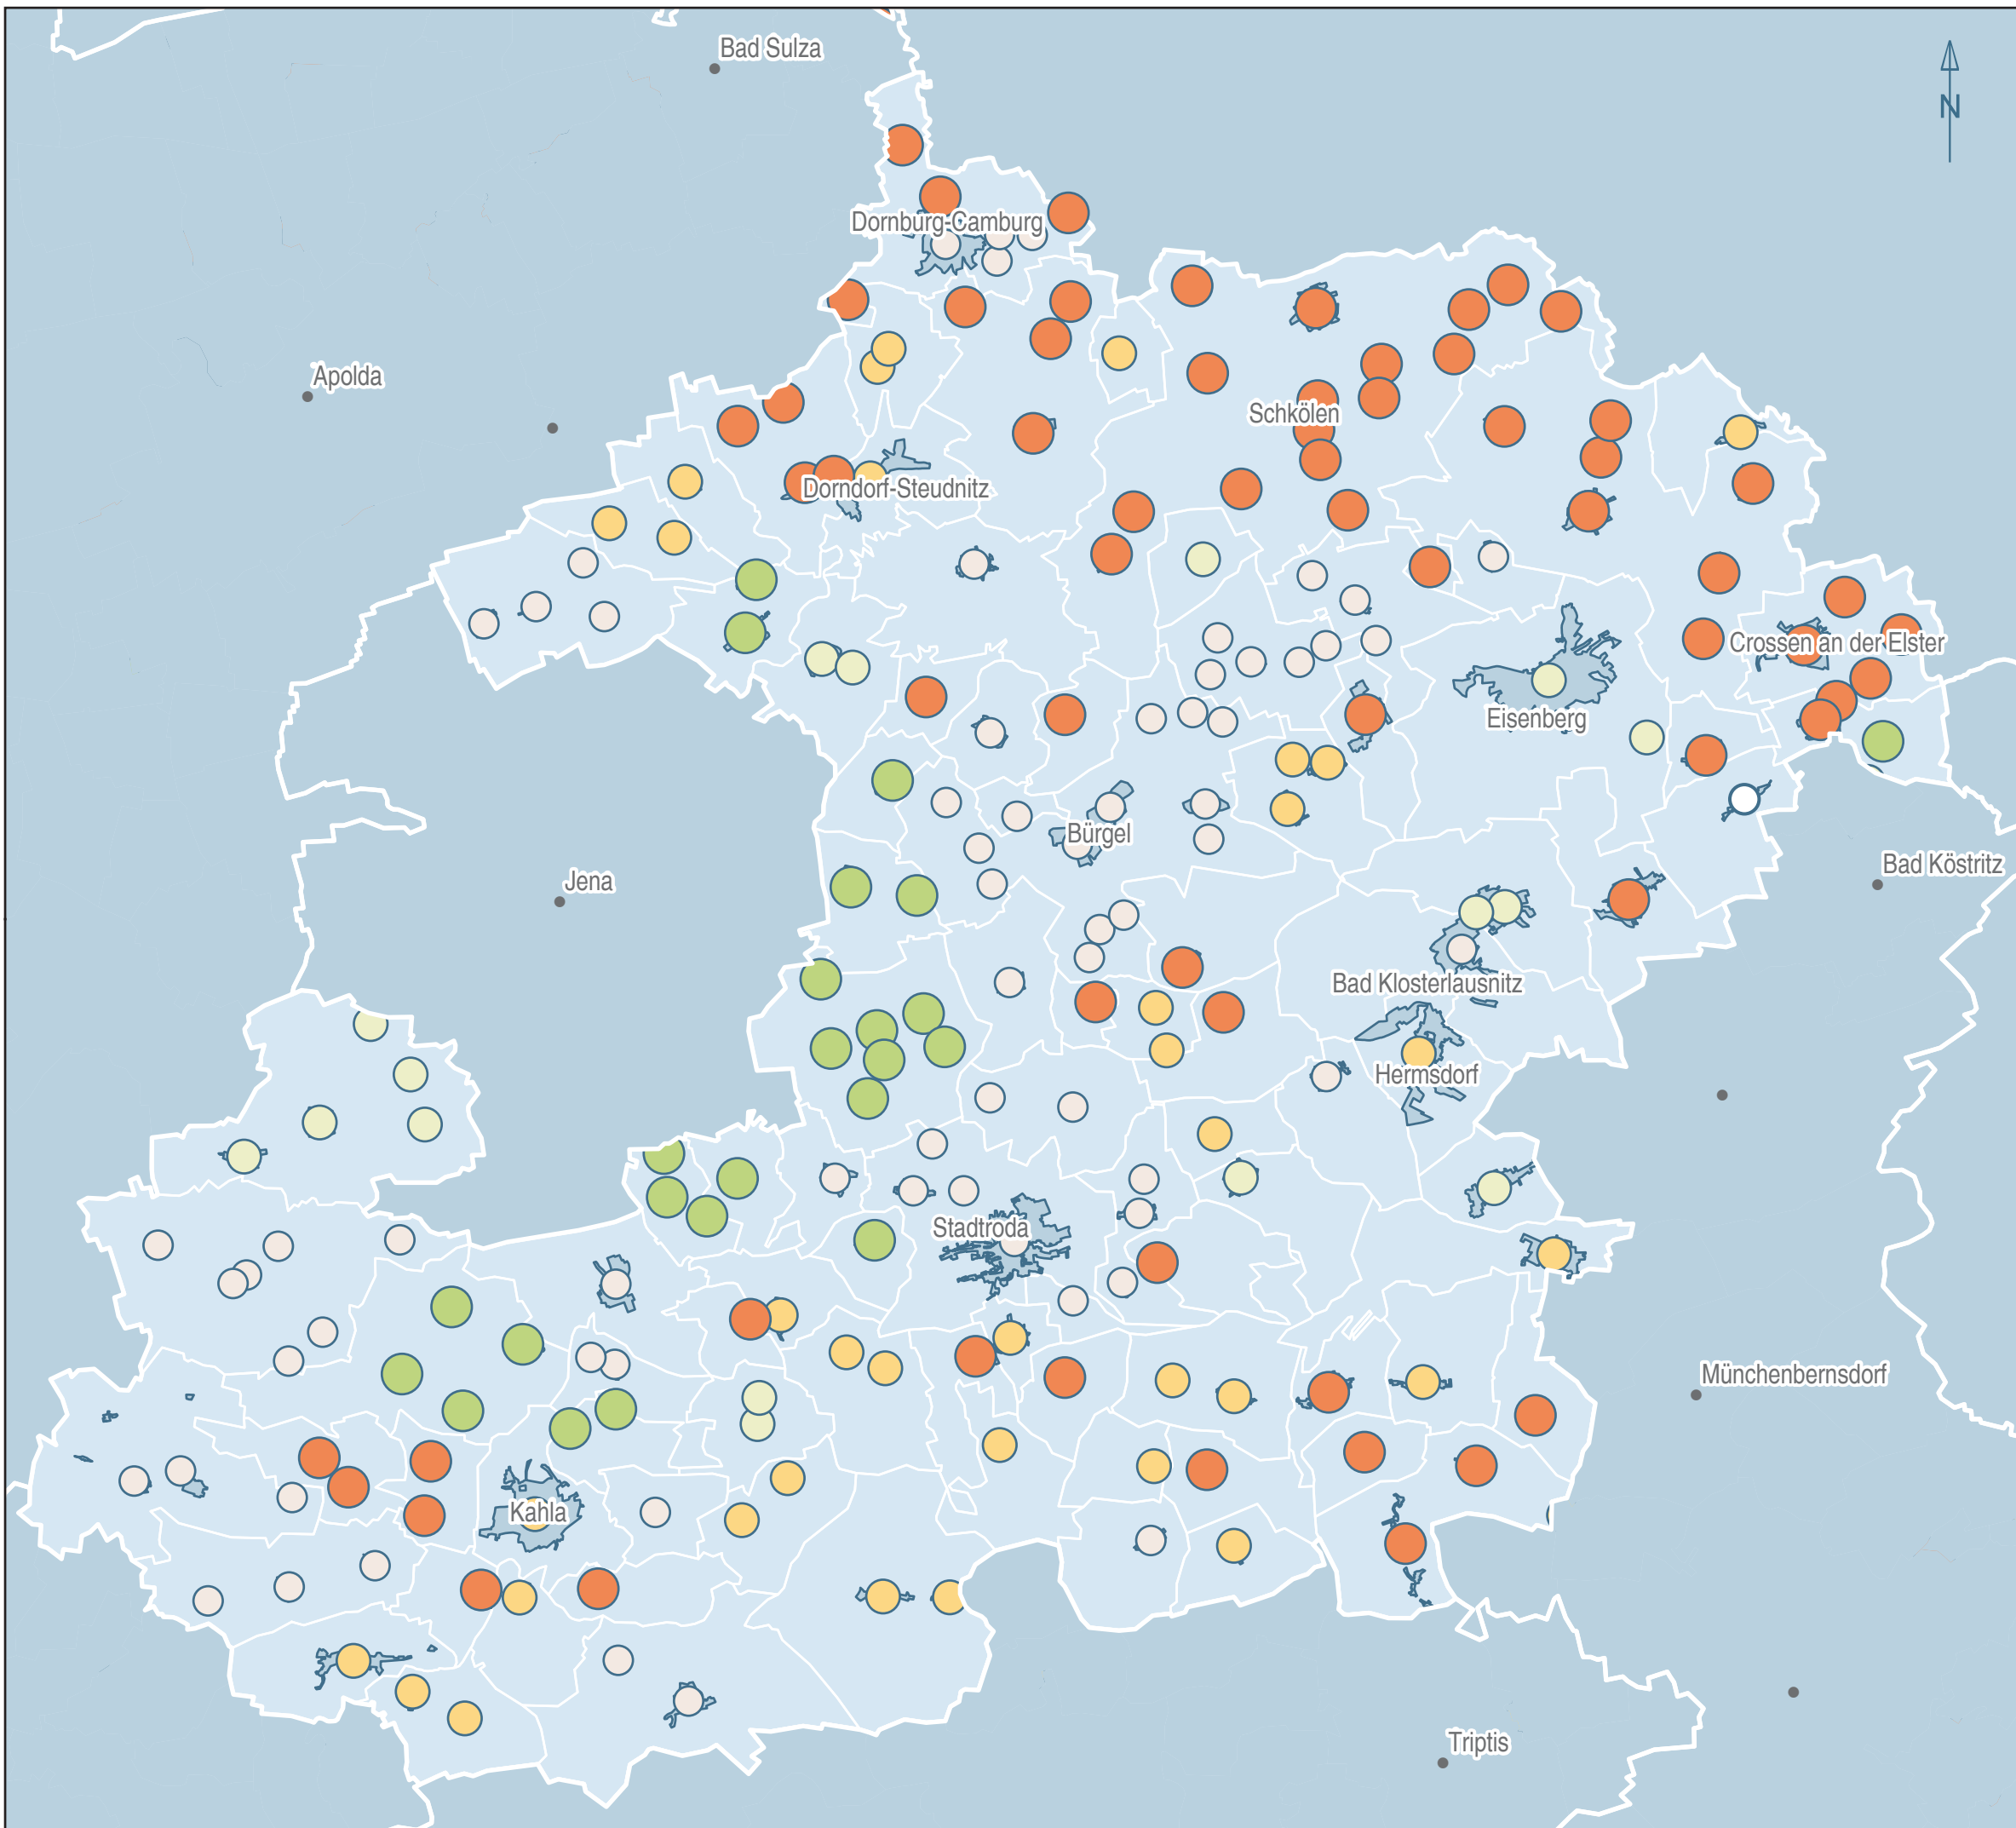 Bad Sulza
N
Dornburg-Camburg
Apolda
Schkölen
Dorndorf-Steudnitz
Crossen an der Elster
Eisenberg
Bürgel
Bad Köstritz
Jena
Bad Klosterlausnitz
Hermsdorf
Stadtroda
Münchenbernsdorf
Kahla
Triptis